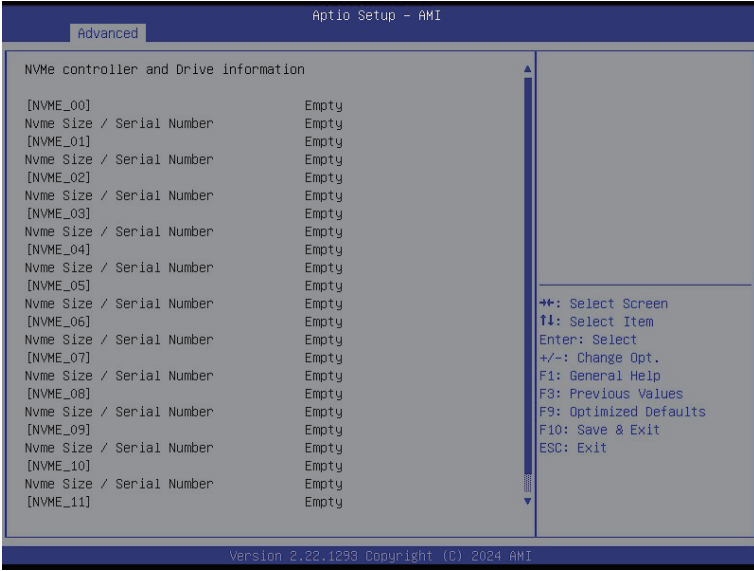 Aptio Setup – AMI
Advanced
NVMe controller and Drive information
[NVME_00] Empty
Nvme Size / Serial Number Empty
[NVME_01] Empty
Nvme Size / Serial Number Empty
[NVME_02] Empty
Nvme Size / Serial Number Empty
[NVME_03] Empty
Nvme Size / Serial Number Empty
[NVME_04] Empty
Nvme Size / Serial Number Empty
[NVME_05] Empty
Nvme Size / Serial Number Empty
[NVME_06] Empty
Nvme Size / Serial Number Empty
[NVME_07] Empty
Nvme Size / Serial Number Empty
[NVME_08] Empty
Nvme Size / Serial Number Empty
[NVME_09] Empty
Nvme Size / Serial Number Empty
[NVME_10] Empty
Nvme Size / Serial Number Empty
[NVME_11] Empty
→←: Select Screen
↑↓: Select Item
Enter: Select
+/-: Change Opt.
F1: General Help
F3: Previous Values
F9: Optimized Defaults
F10: Save & Exit
ESC: Exit
Version 2.22.1293 Copyright (C) 2024 AMI